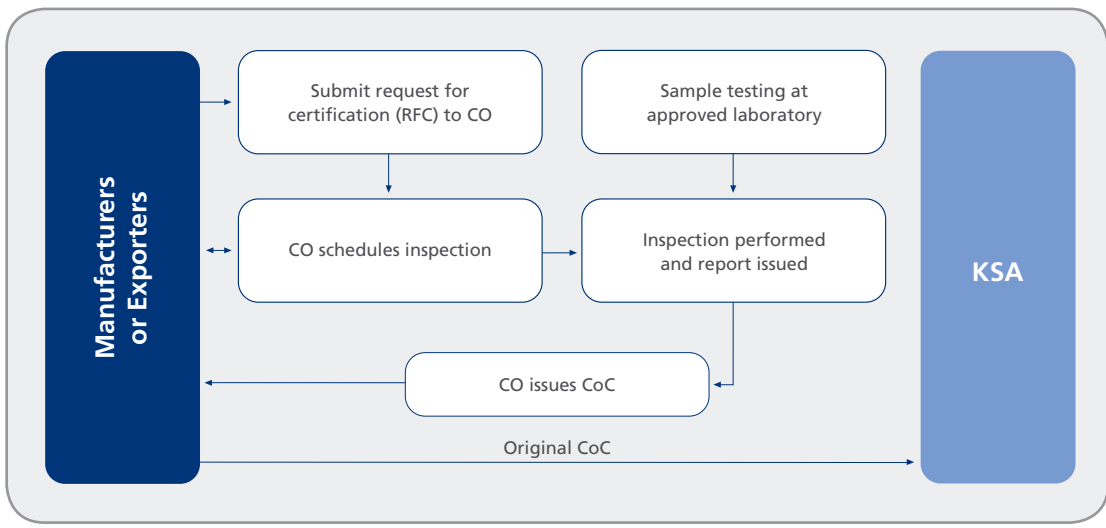 Manufacturers
or Exporters
Submit request for
certification (RFC) to CO
Sample testing at
approved laboratory
CO schedules inspection
Inspection performed
and report issued
KSA
CO issues CoC
Original CoC